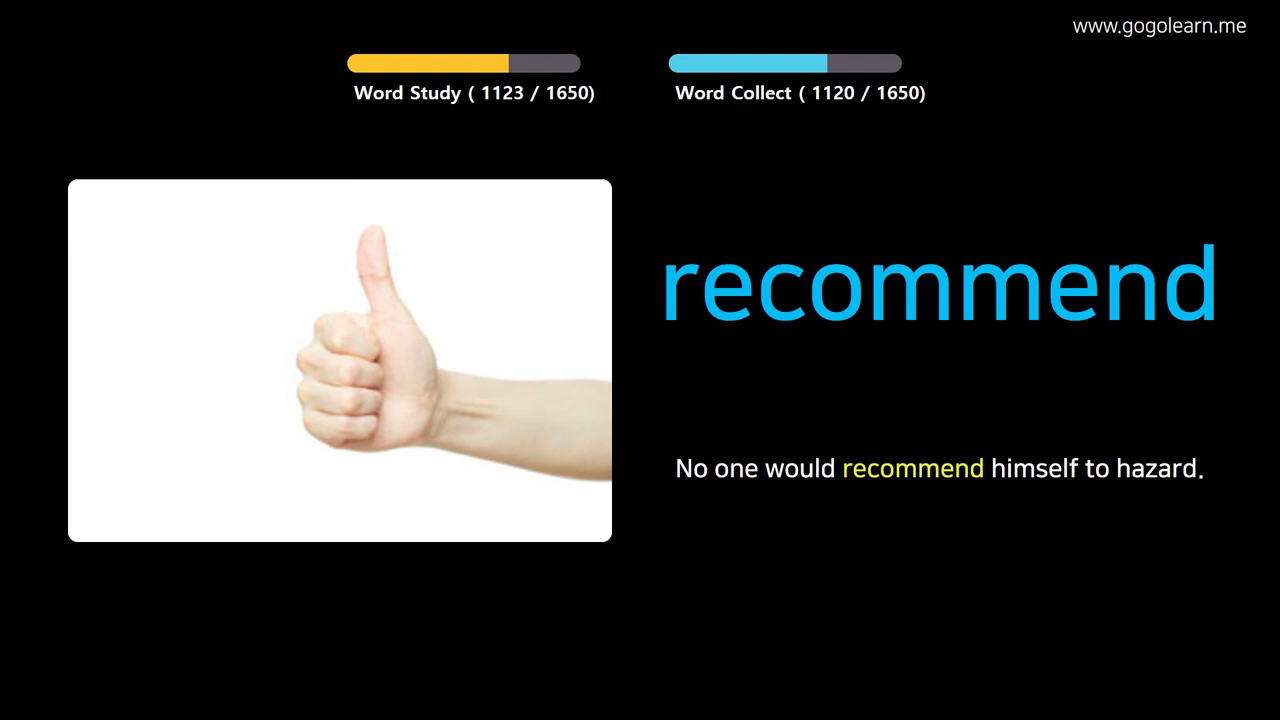 www.gogolearn.me
Word Study ( 1123 / 1650)
Word Collect ( 1120 / 1650)
recommend
No one would recommend himself to hazard.